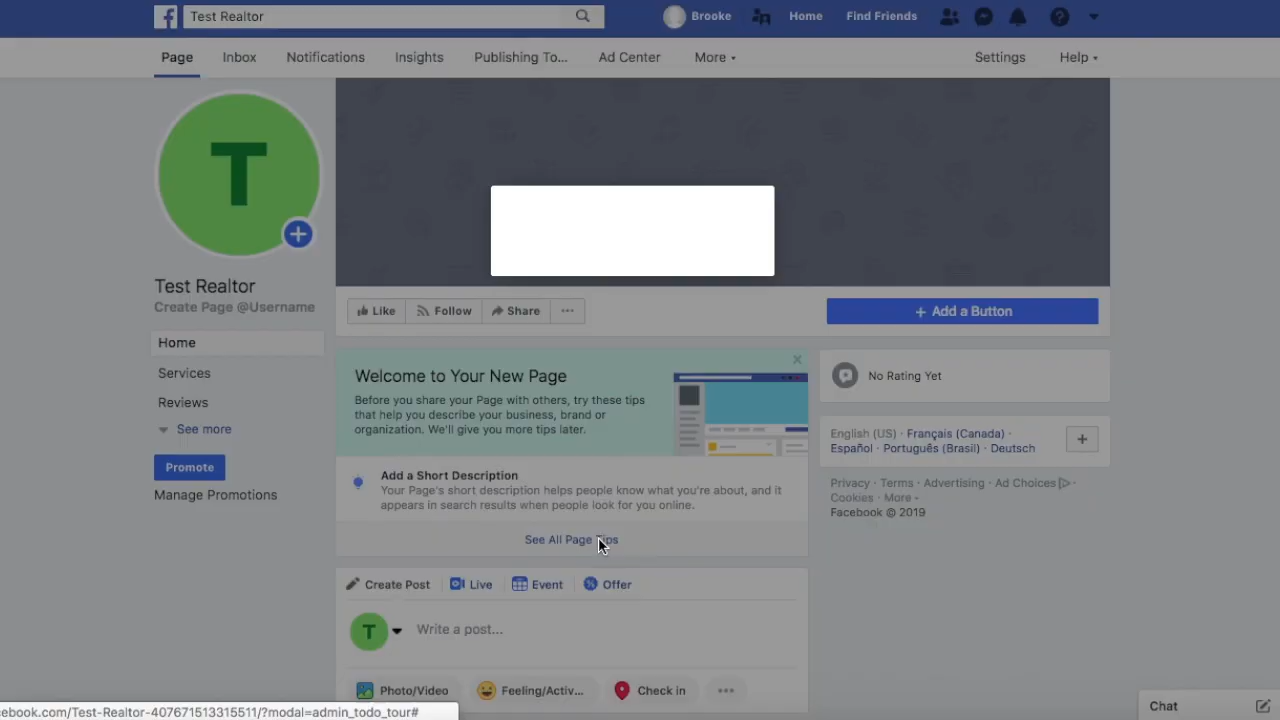 Test Realtor
Brooke
Home
Find Friends
Page
Inbox
Notifications
Insights
Publishing To...
Ad Center
More
Settings
Help
T
Test Realtor
Create Page @Username
Home
Services
Reviews
See more
Promote
Manage Promotions
Like
Follow
Share
+ Add a Button
Welcome to Your New Page
Before you share your Page with others, try these tips
that help you describe your business, brand or
organization. We'll give you more tips later.
Add a Short Description
Your Page's short description helps people know what you're about, and it
appears in search results when people look for you online.
See All Page Tips
Create Post
Live
Event
Offer
T
Write a post...
Photo/Video
Feeling/Activ...
Check in
No Rating Yet
English (US) · Français (Canada) ·
Español · Português (Brasil) · Deutsch
Privacy · Terms · Advertising · Ad Choices ·
Cookies · More
Facebook © 2019
Chat
cebook.com/Test-Realtor-407671513315511/?modal=admin_todo_tour#